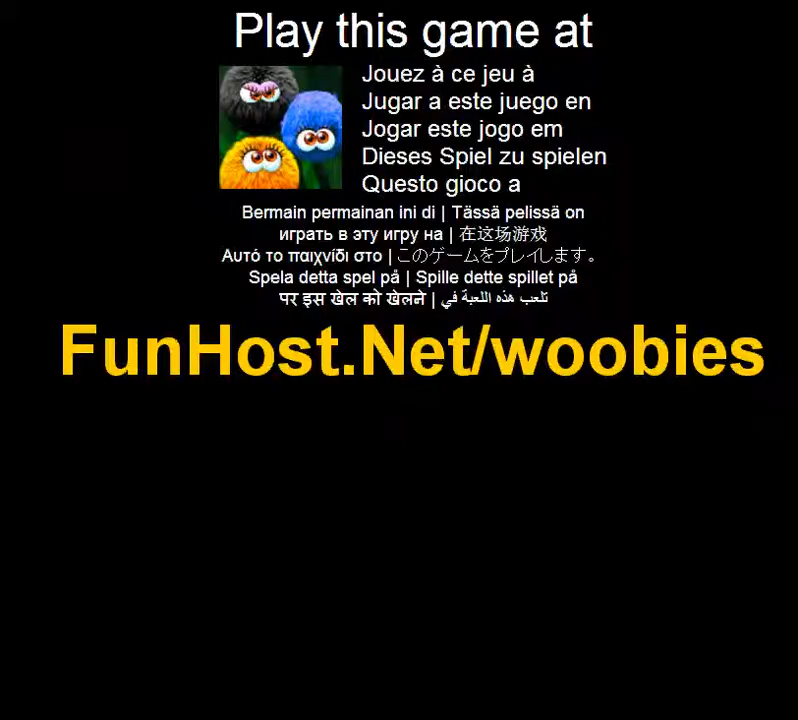 Play this game at
Jouez à ce jeu à
Jugar a este juego en
Jogar este jogo em
Dieses Spiel zu spielen
Questo gioco a
Bermain permainan ini di | Tässä pelissä on
играть в эту игру на | 在这场游戏
Αυτό το παιχνίδι στο | このゲームをプレイします。
Spela detta spel på | Spille dette spillet på
पर इस खेल को खेलने | تلعب هذه اللعبة في
FunHost.Net/woobies